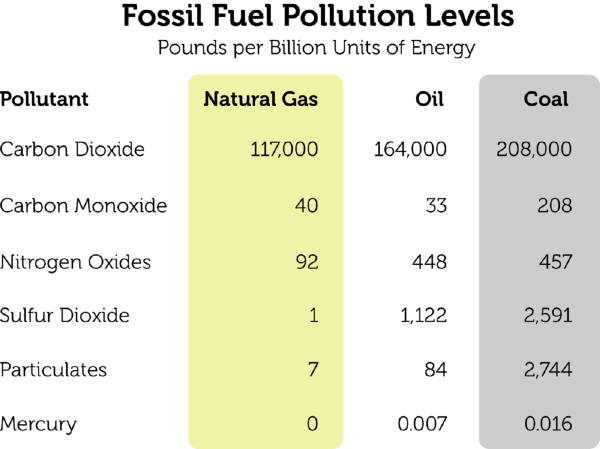 Fossil Fuel Pollution Levels
Pounds per Billion Units of Energy
Pollutant Natural Gas Oil Coal
Carbon Dioxide 117,000 164,000 208,000
Carbon Monoxide 40 33 208
Nitrogen Oxides 92 448 457
Sulfur Dioxide 1 1,122 2,591
Particulates 7 84 2,744
Mercury 0 0.007 0.016